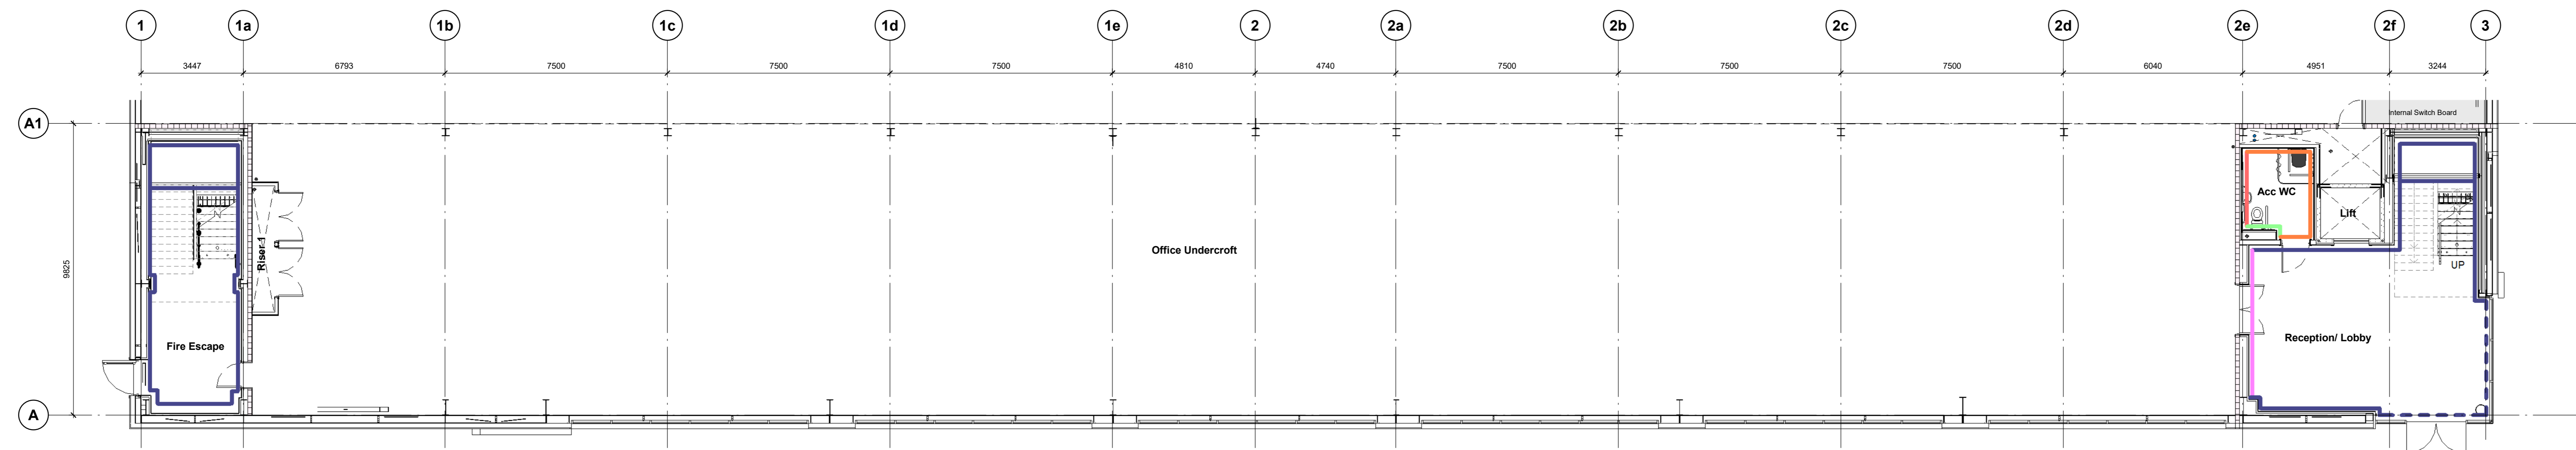 1 1a 1b 1c 1d 1e 2 2a 2b 2c 2d 2e 2f 3
3447 6793 7500 7500 7500 4810 4740 7500 7500 7500 6040 4951 3244
A1
Internal Switch Board
Acc WC
Lift
Riser 1
Office Undercroft
9825
UP
Fire Escape
Reception/ Lobby
A